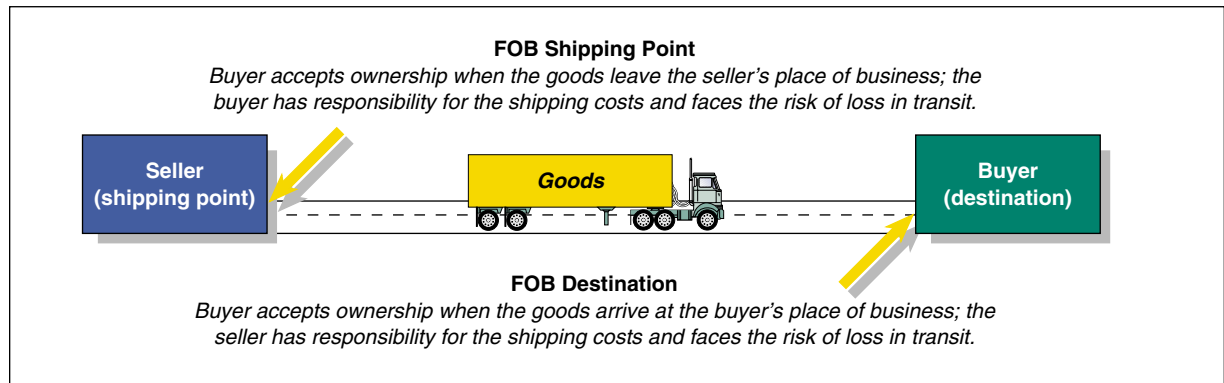 FOB Shipping Point
Buyer accepts ownership when the goods leave the seller's place of business; the
buyer has responsibility for the shipping costs and faces the risk of loss in transit.
Seller
(shipping point)
Goods
Buyer
(destination)
FOB Destination
Buyer accepts ownership when the goods arrive at the buyer's place of business; the
seller has responsibility for the shipping costs and faces the risk of loss in transit.